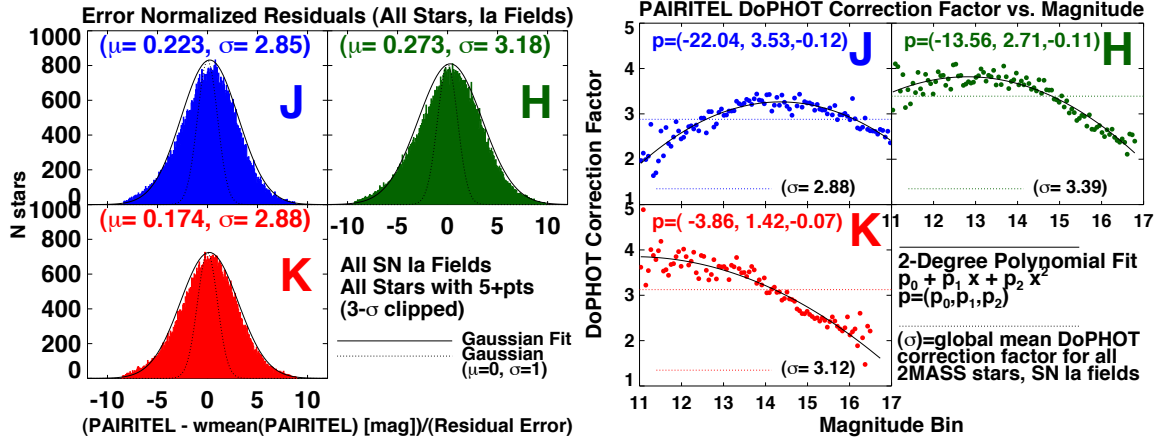 Error Normalized Residuals (All Stars, Ia Fields)
1000
800
600
400
200
0
(μ= 0.223, σ= 2.85)
J
(μ= 0.273, σ= 3.18)
H
-10 -5 0 5 10
1000
800
600
400
200
0
(μ= 0.174, σ= 2.88)
K
-10 -5 0 5 10
N stars
All SN Ia Fields
All Stars with 5+pts
(3-σ clipped)
Gaussian Fit
Gaussian
(μ=0, σ=1)
(PAIRITEL - wmean(PAIRITEL) [mag])/(Residual Error)
PAIRITEL DoPHOT Correction Factor vs. Magnitude
5
4
3
2
1
p=(-22.04, 3.53,-0.12)
J
(σ= 2.88)
p=(-13.56, 2.71,-0.11)
H
(σ= 3.39)
11 12 13 14 15 16 17
5
4
3
2
1
p=( -3.86, 1.42,-0.07)
K
(σ= 3.12)
11 12 13 14 15 16 17
DoPHOT Correction Factor
Magnitude Bin
2-Degree Polynomial Fit
p0 + p1 x + p2 x²
p=(p0,p1,p2)
(σ)=global mean DoPHOT
correction factor for all
2MASS stars, SN Ia fields